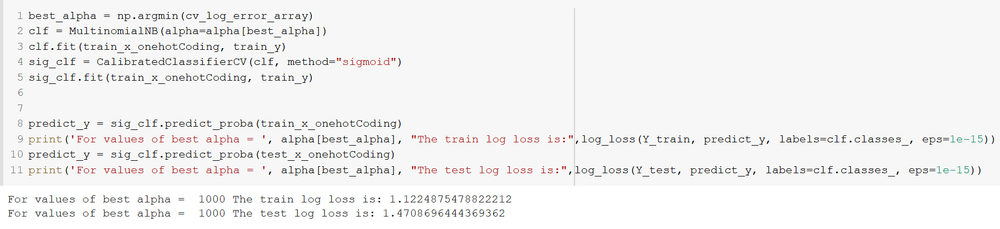 1 best_alpha = np.argmin(cv_log_error_array)
2 clf = MultinomialNB(alpha=alpha[best_alpha])
3 clf.fit(train_x_onehotCoding, train_y)
4 sig_clf = CalibratedClassifierCV(clf, method="sigmoid")
5 sig_clf.fit(train_x_onehotCoding, train_y)
6
7
8 predict_y = sig_clf.predict_proba(train_x_onehotCoding)
9 print('For values of best alpha = ', alpha[best_alpha], "The train log loss is:",log_loss(Y_train, predict_y, labels=clf.classes_, eps=1e-15))
10 predict_y = sig_clf.predict_proba(test_x_onehotCoding)
11 print('For values of best alpha = ', alpha[best_alpha], "The test log loss is:",log_loss(Y_test, predict_y, labels=clf.classes_, eps=1e-15))
For values of best alpha =  1000 The train log loss is: 1.1224875478822212
For values of best alpha =  1000 The test log loss is: 1.4708696444369362